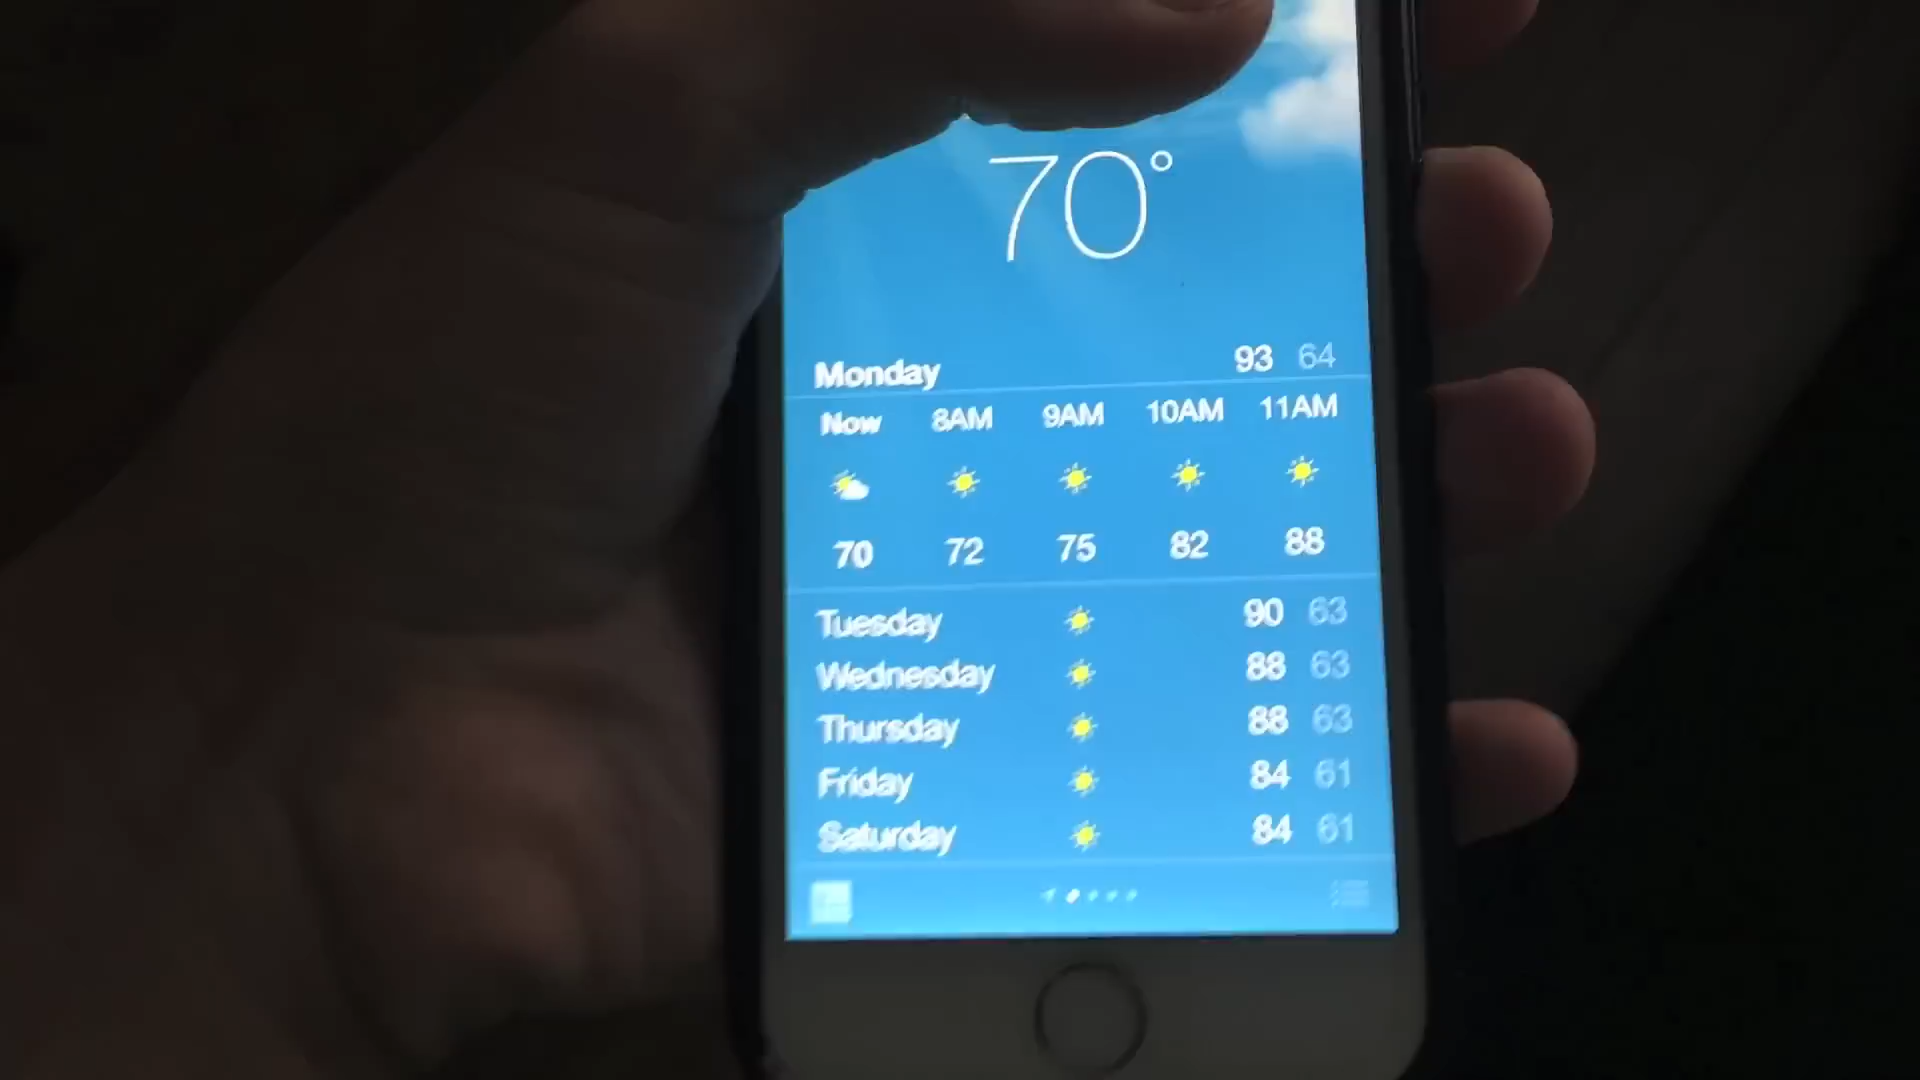 70°
Monday 93 64
Now 8AM 9AM 10AM 11AM
70 72 75 82 88
Tuesday 90 63
Wednesday 88 63
Thursday 88 63
Friday 84 61
Saturday 84 61